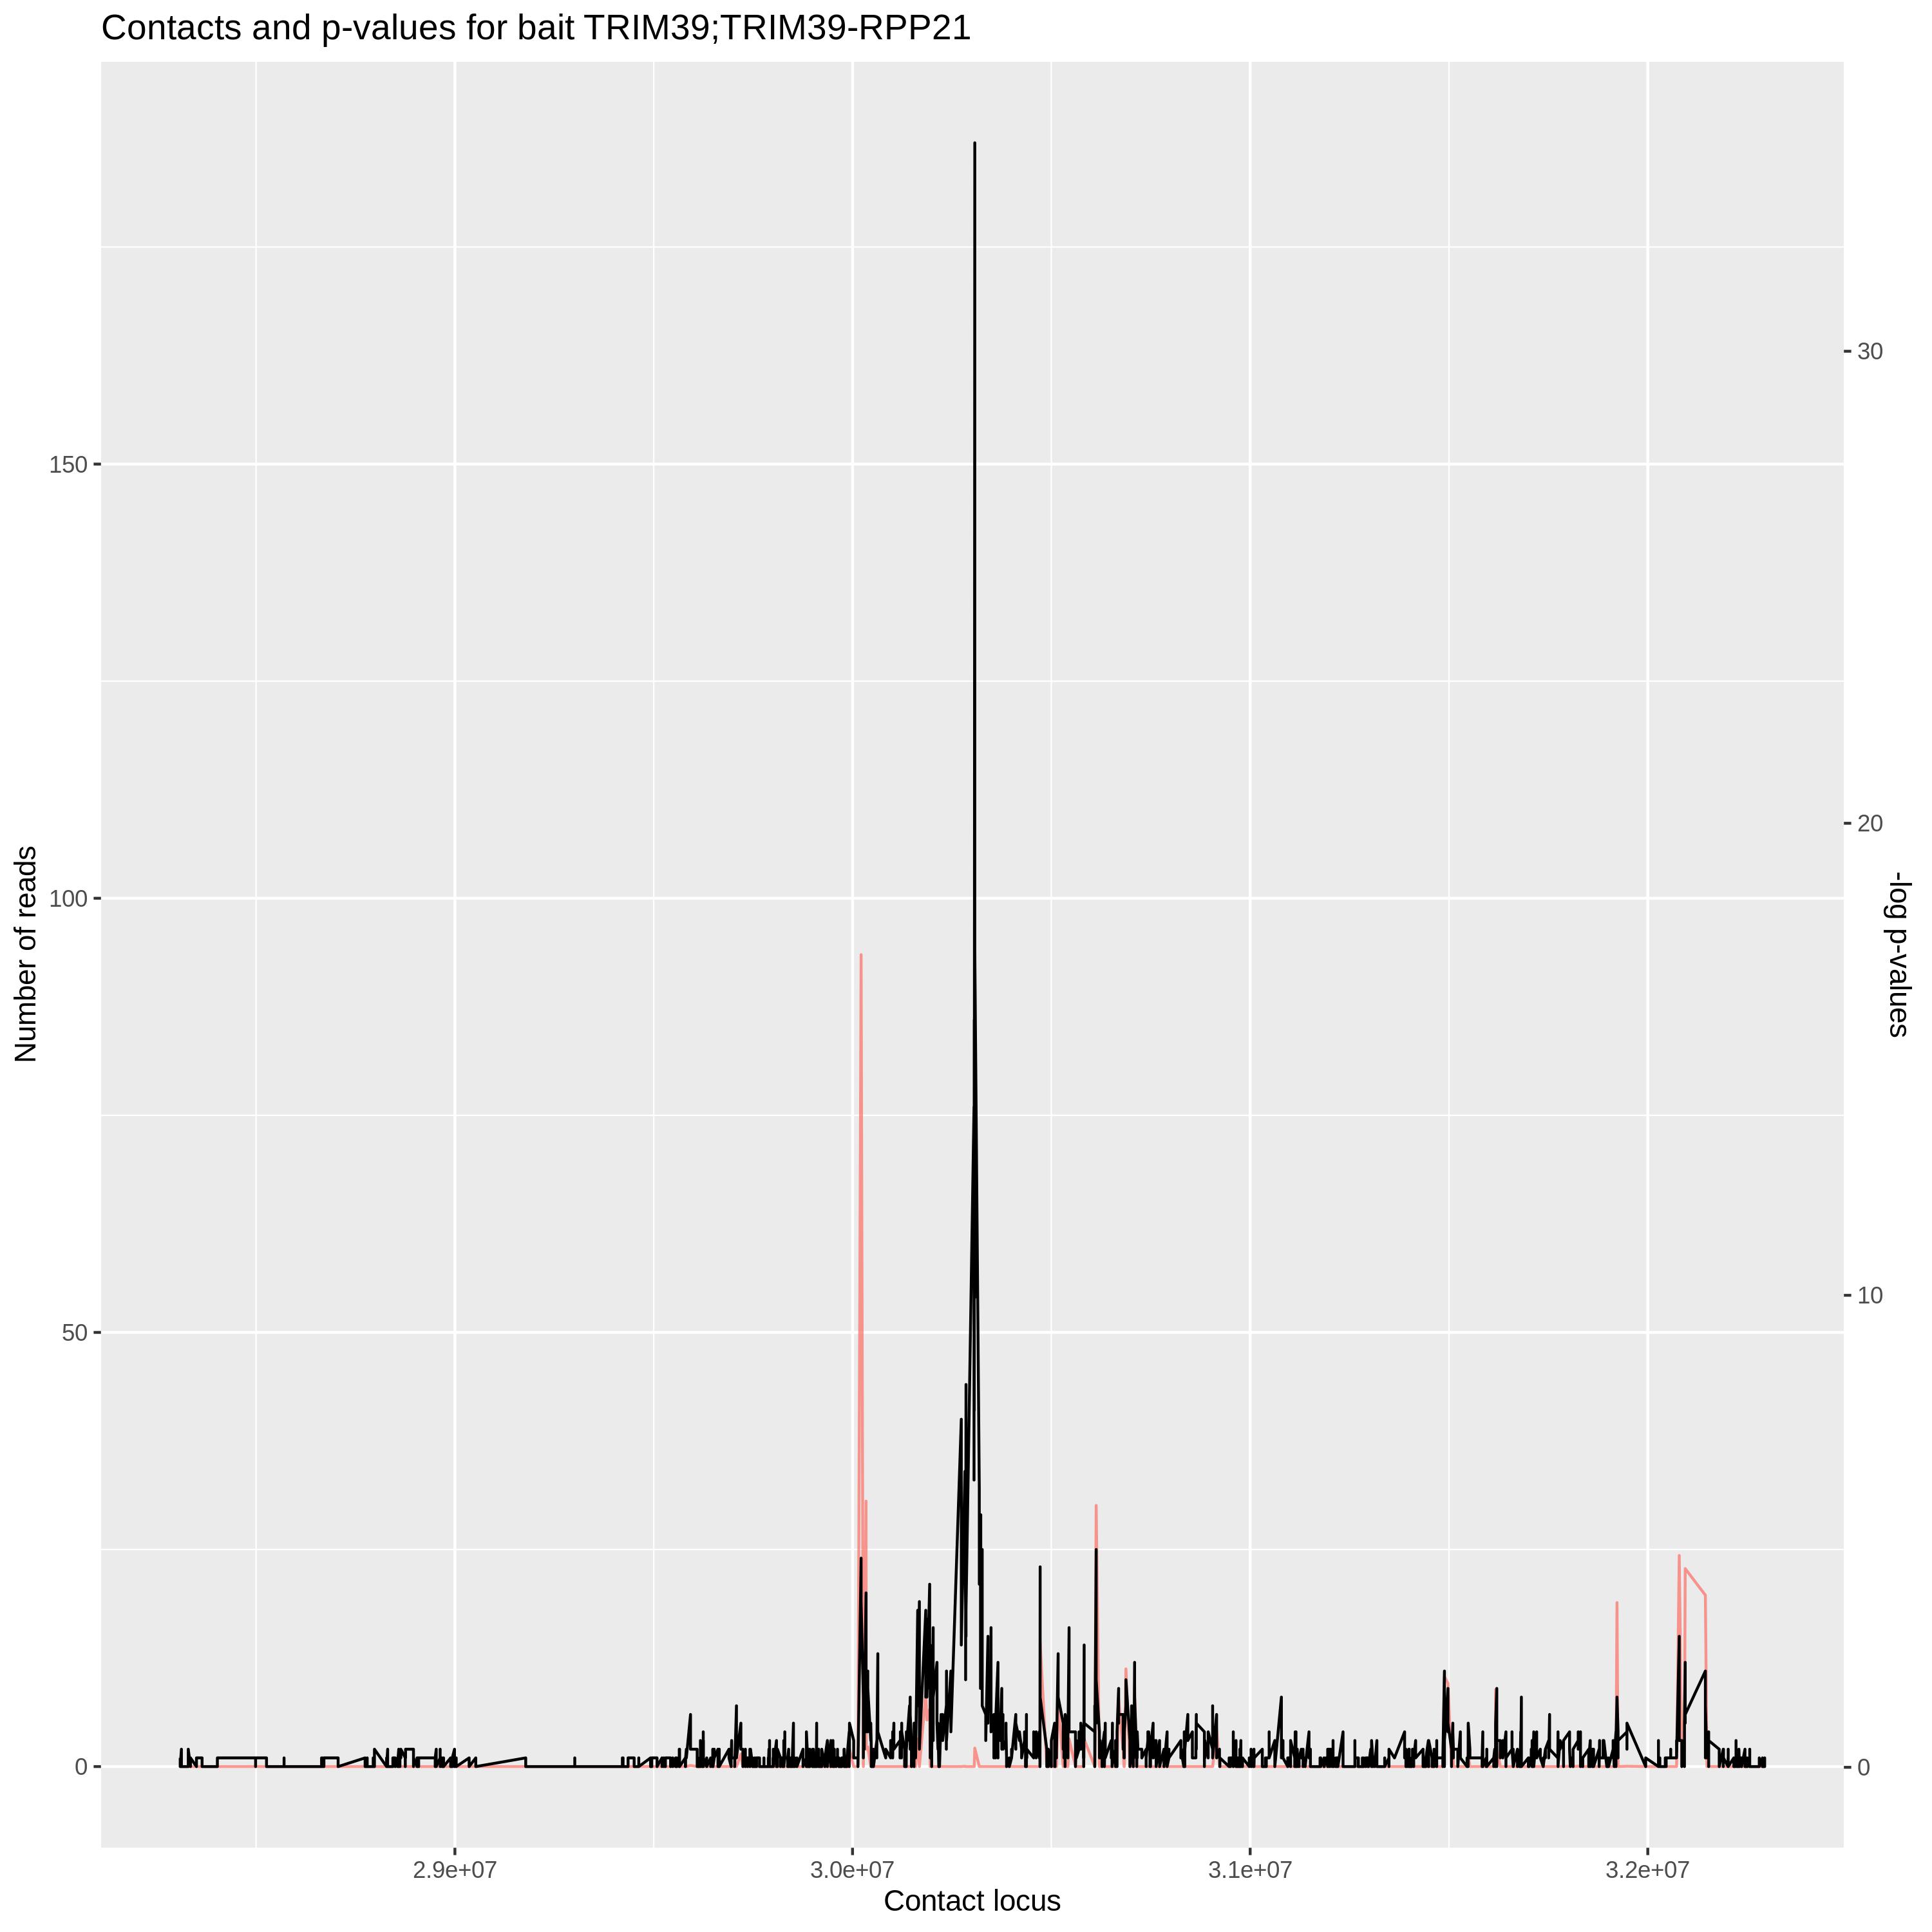 Contacts and p-values for bait TRIM39;TRIM39-RPP21
Number of reads
150
100
50
0
30
20
10
0
-log p-values
2.9e+07
3.0e+07
3.1e+07
3.2e+07
Contact locus